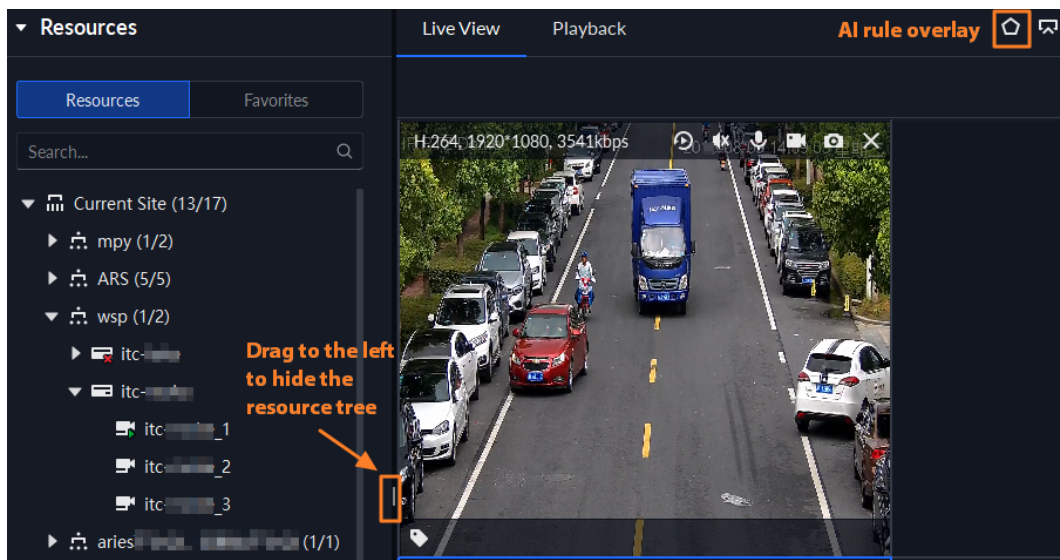 Resources
Live View
Playback
AI rule overlay
Resources
Favorites
Search...
H.264, 1920*1080, 3541kbps
Current Site (13/17)
mpy (1/2)
ARS (5/5)
wsp (1/2)
itc-
itc-
itc- _1
itc- _2
itc- _3
aries (1/1)
Drag to the left
to hide the
resource tree